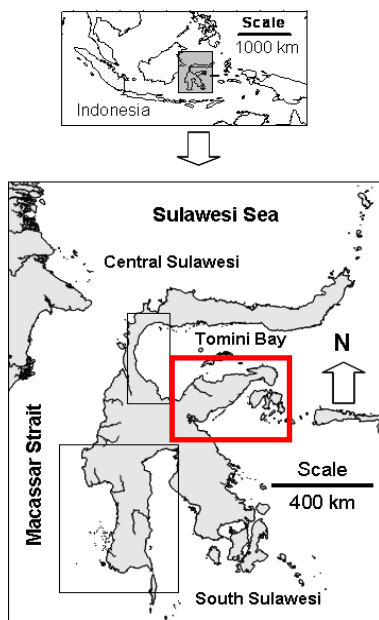 Scale
1000 km
Indonesia
Sulawesi Sea
Central Sulawesi
Tomini Bay
N
Macassar Strait
Scale
400 km
South Sulawesi